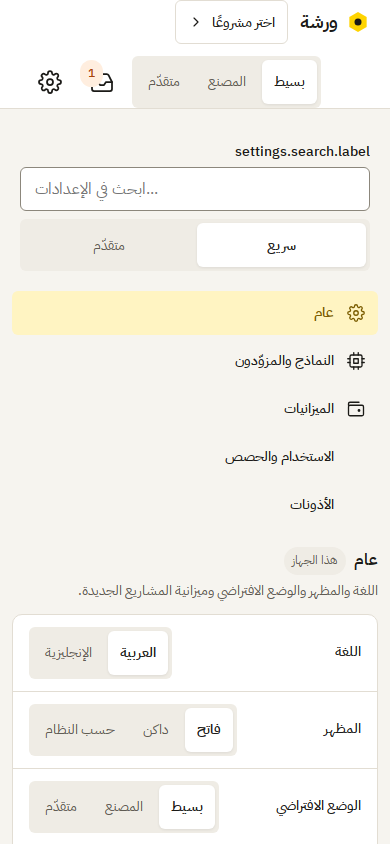 ورشة
اختر مشروعًا
بسيط المصنع متقدّم
1
settings.search.label
ابحث في الإعدادات...
سريع متقدّم
عام
النماذج والمزوّدون
الميزانيات
الاستخدام والحصص
الأذونات
عام هذا الجهاز
اللغة والمظهر والوضع الافتراضي وميزانية المشاريع الجديدة.
اللغة العربية الإنجليزية
المظهر فاتح داكن حسب النظام
الوضع الافتراضي بسيط المصنع متقدّم